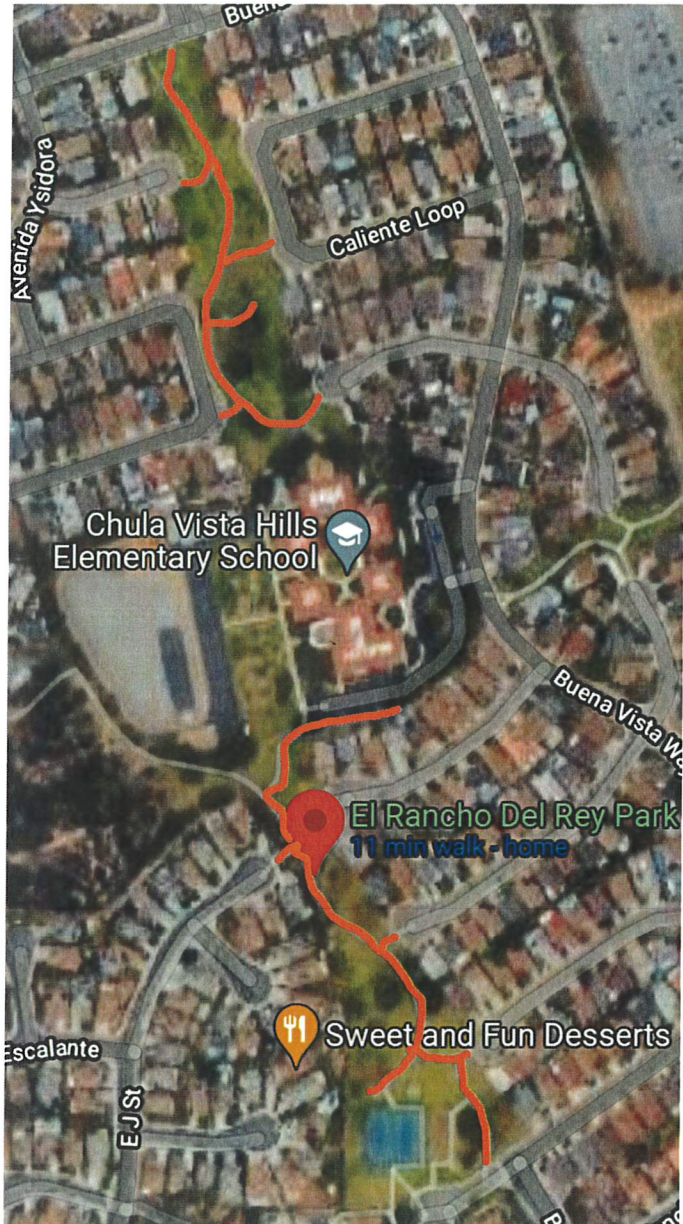 Buen
Avenida Ysidora
Caliente Loop
Chula Vista Hills
Elementary School
Buena Vista Way
El Rancho Del Rey Park
11 min walk - home
Sweet and Fun Desserts
Escalante
E J St